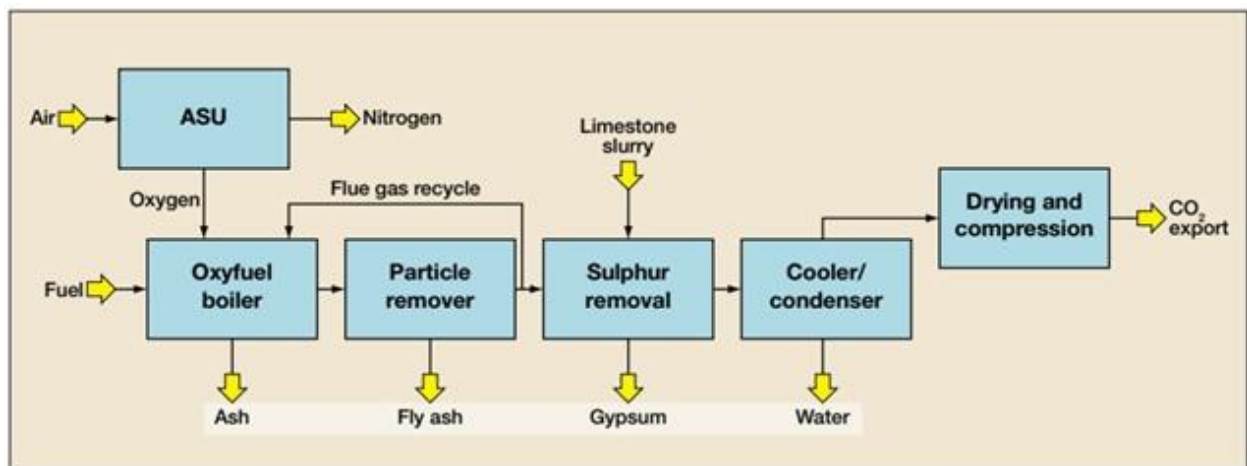 Air
ASU
Nitrogen
Limestone
slurry
Oxygen
Flue gas recycle
Drying and
compression
CO₂
export
Fuel
Oxyfuel
boiler
Particle
remover
Sulphur
removal
Cooler/
condenser
Ash
Fly ash
Gypsum
Water